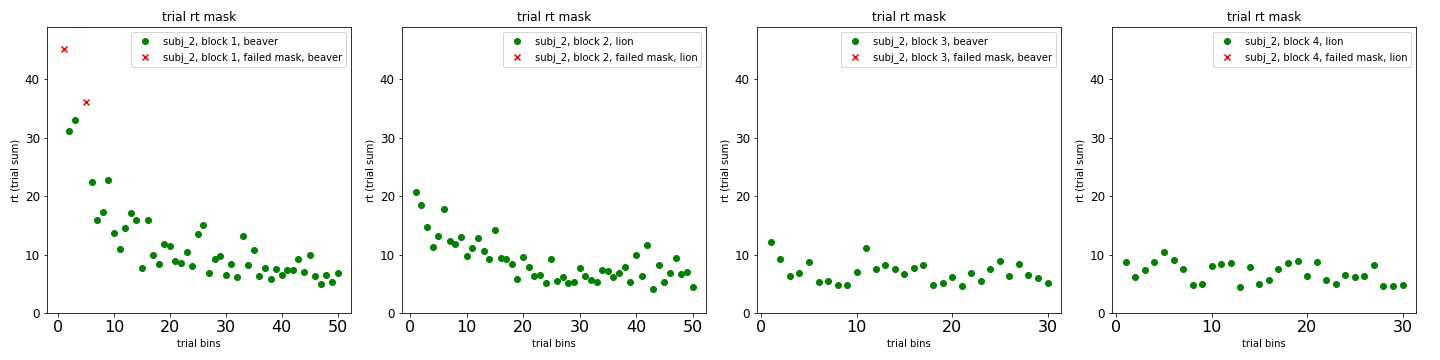 trial rt mask
subj_2, block 1, beaver
subj_2, block 1, failed mask, beaver
rt (trial sum)
40
30
20
10
0
0 10 20 30 40 50
trial bins
trial rt mask
subj_2, block 2, lion
subj_2, block 2, failed mask, lion
rt (trial sum)
40
30
20
10
0
0 10 20 30 40 50
trial bins
trial rt mask
subj_2, block 3, beaver
subj_2, block 3, failed mask, beaver
rt (trial sum)
40
30
20
10
0
0 10 20 30
trial bins
trial rt mask
subj_2, block 4, lion
subj_2, block 4, failed mask, lion
rt (trial sum)
40
30
20
10
0
0 10 20 30
trial bins